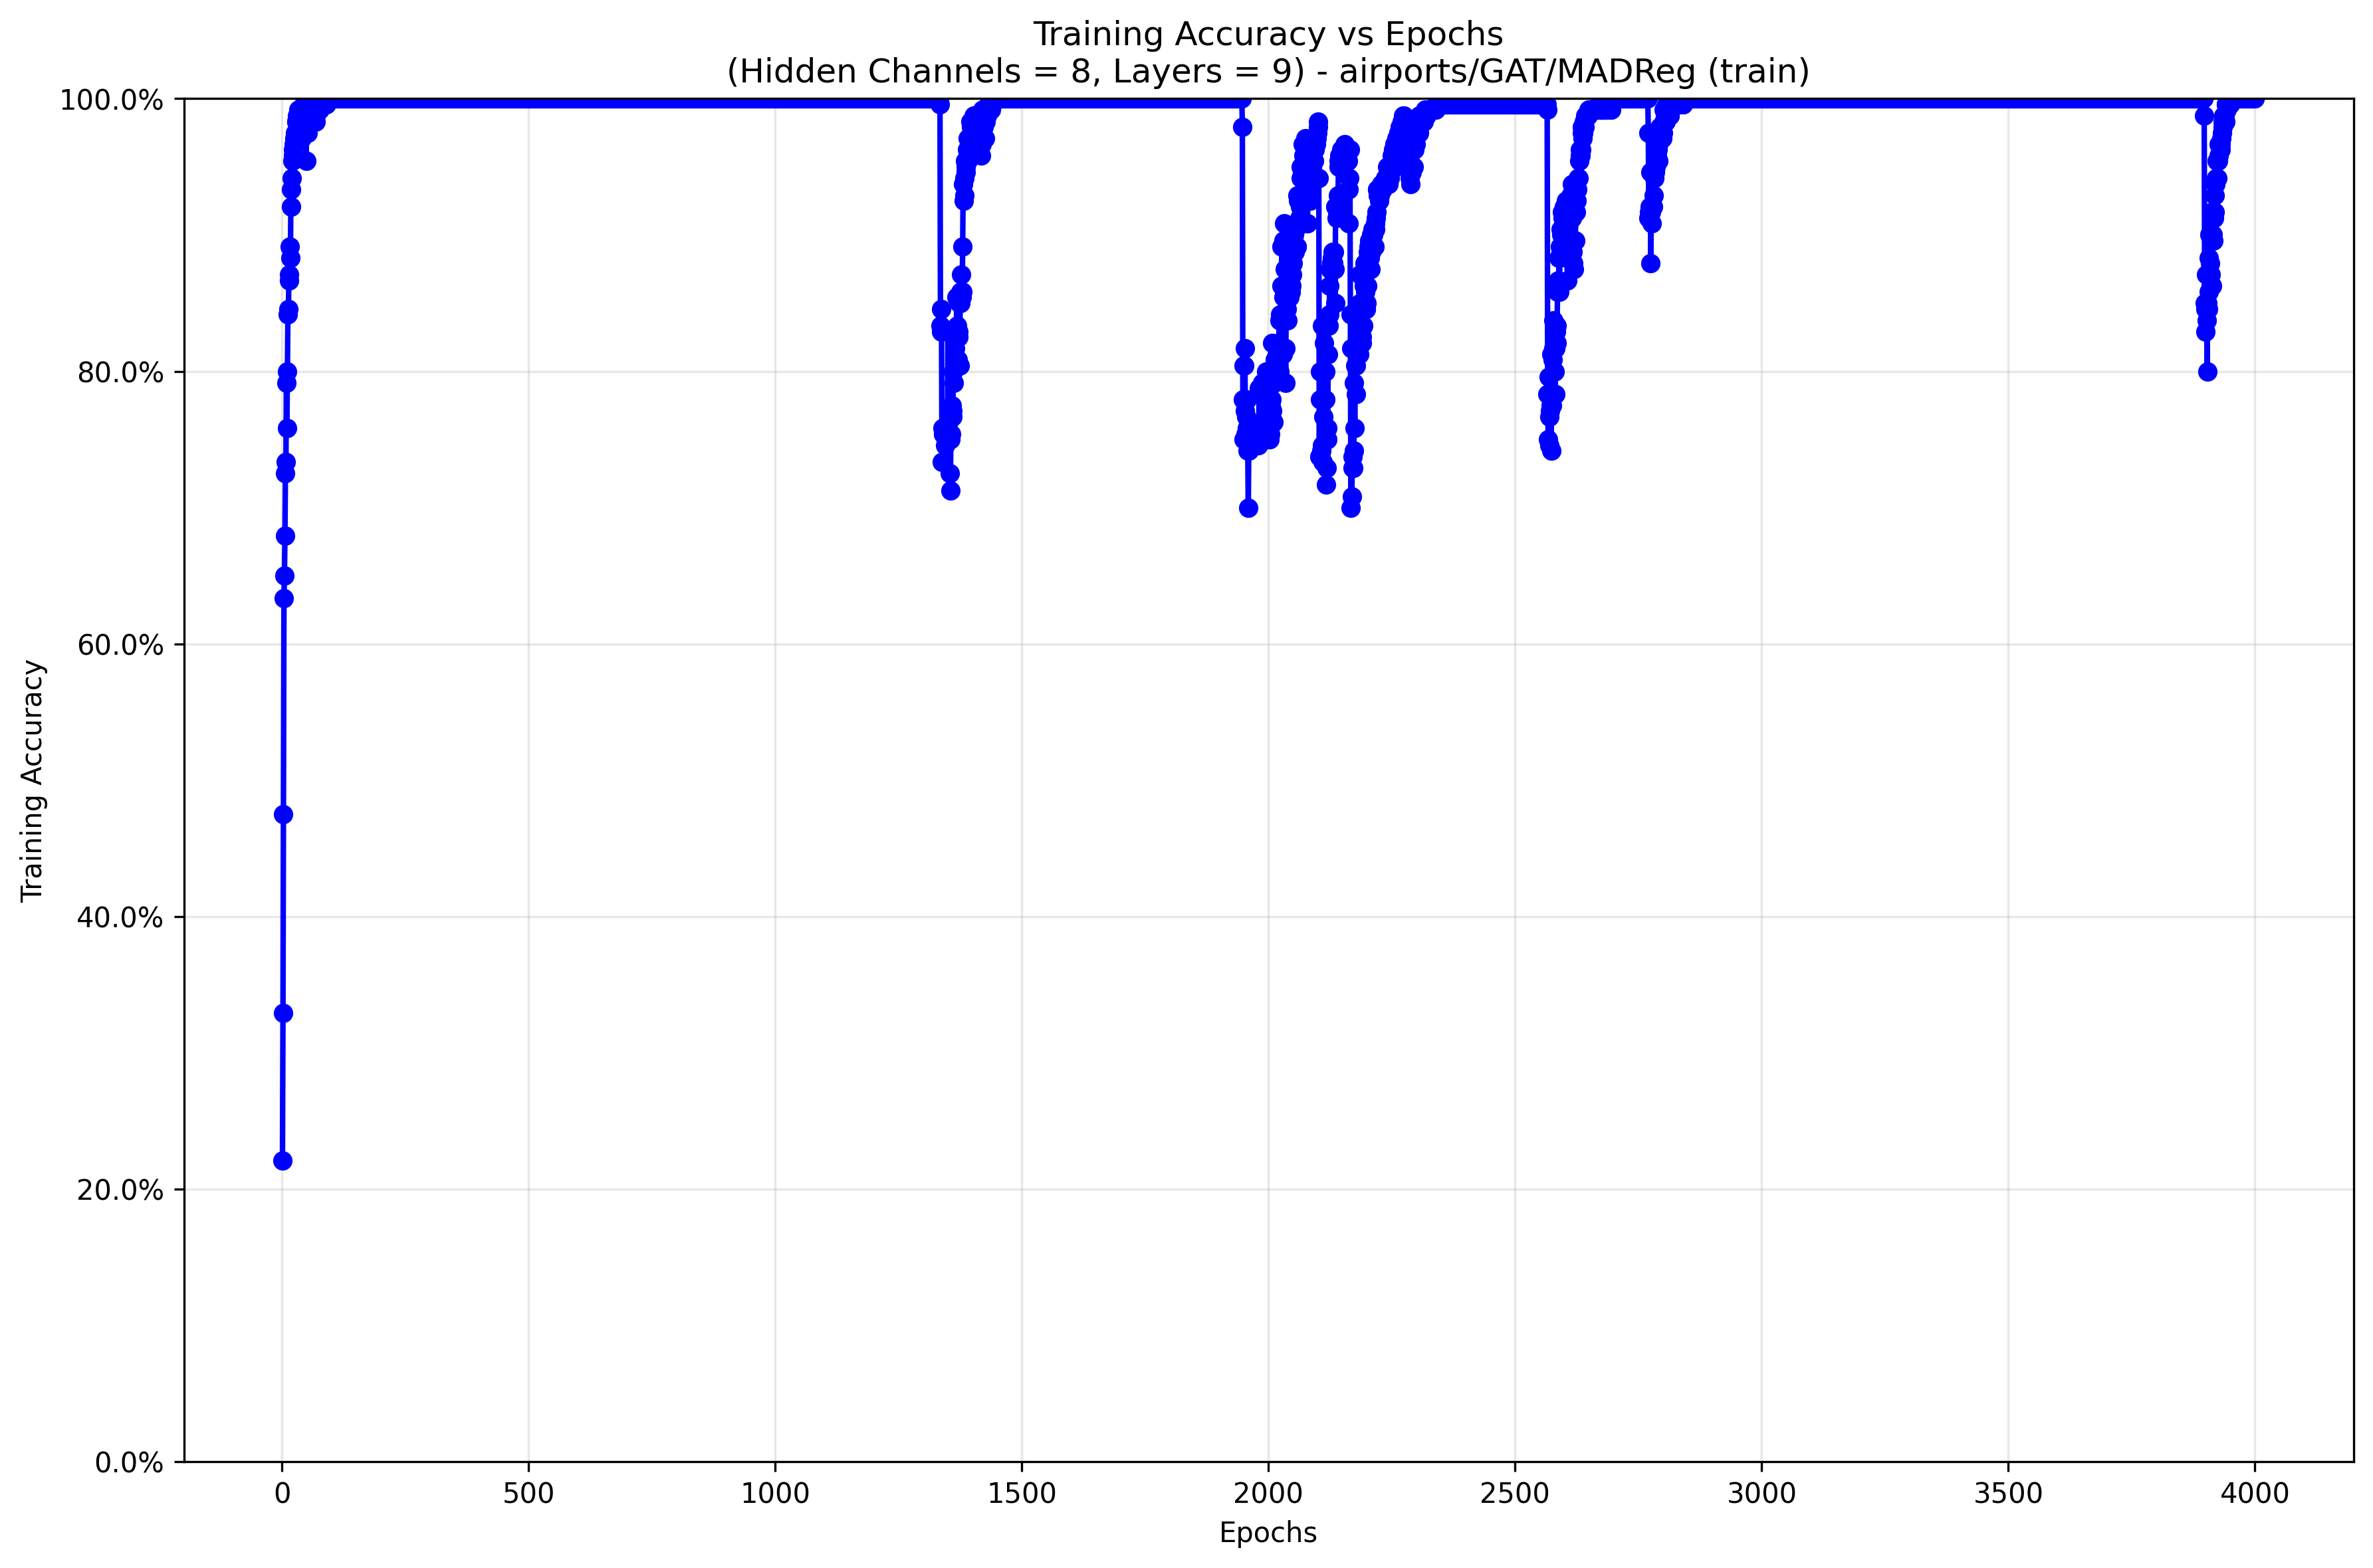 Training Accuracy vs Epochs
(Hidden Channels = 8, Layers = 9) - airports/GAT/MADReg (train)
100.0%
80.0%
60.0%
40.0%
20.0%
0.0%
Training Accuracy
0 500 1000 1500 2000 2500 3000 3500 4000
Epochs